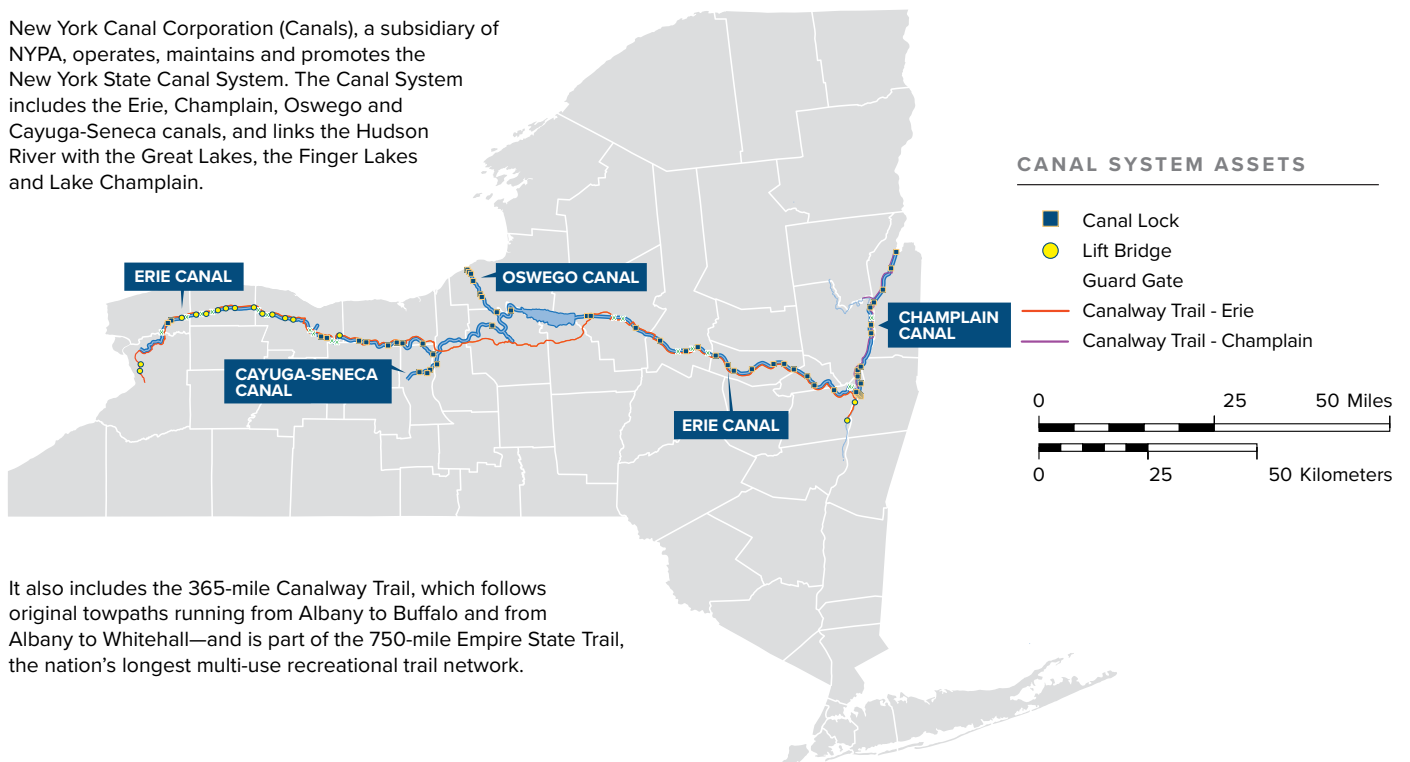 New York Canal Corporation (Canals), a subsidiary of
NYPA, operates, maintains and promotes the
New York State Canal System. The Canal System
includes the Erie, Champlain, Oswego and
Cayuga-Seneca canals, and links the Hudson
River with the Great Lakes, the Finger Lakes
and Lake Champlain.
CANAL SYSTEM ASSETS
Canal Lock
Lift Bridge
Guard Gate
Canalway Trail - Erie
Canalway Trail - Champlain
ERIE CANAL
OSWEGO CANAL
CHAMPLAIN
CANAL
CAYUGA-SENECA
CANAL
ERIE CANAL
0 25 50 Miles
0 25 50 Kilometers
It also includes the 365-mile Canalway Trail, which follows
original towpaths running from Albany to Buffalo and from
Albany to Whitehall—and is part of the 750-mile Empire State Trail,
the nation’s longest multi-use recreational trail network.